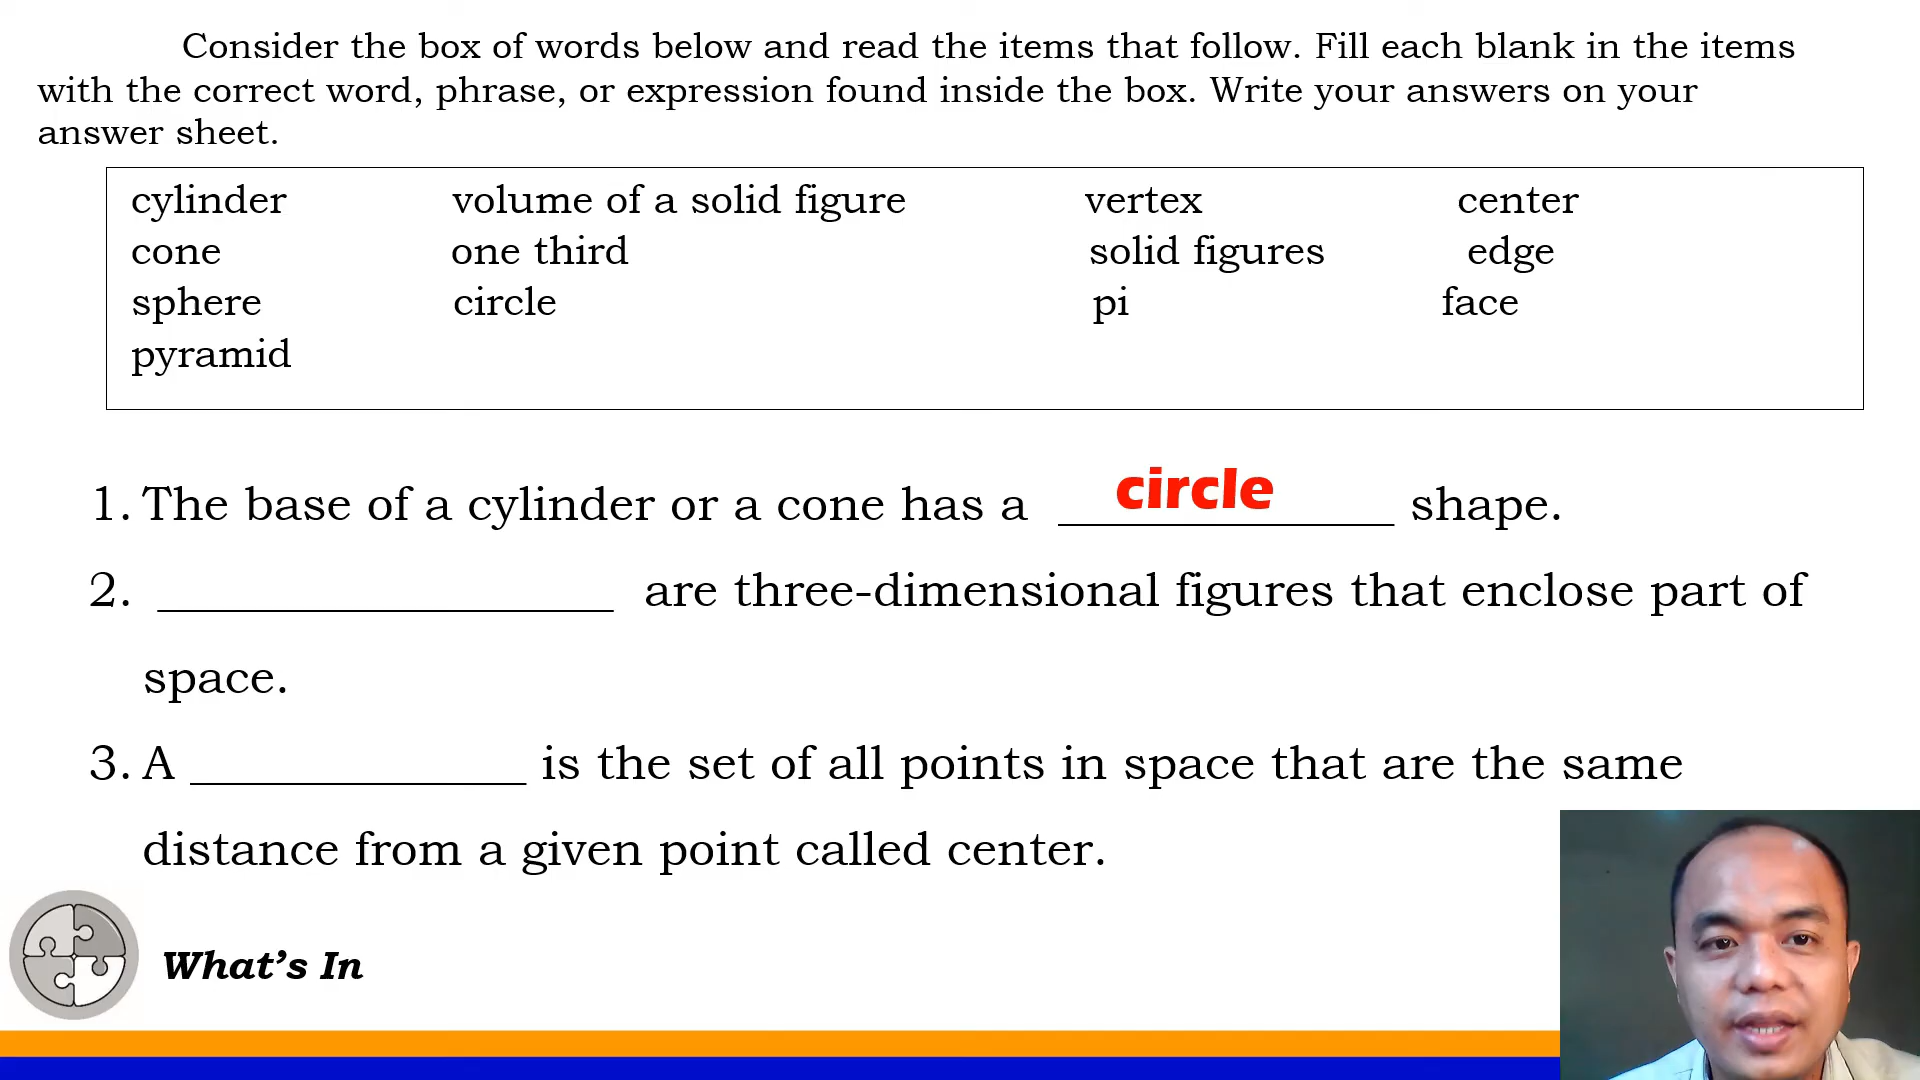 Consider the box of words below and read the items that follow. Fill each blank in the items
with the correct word, phrase, or expression found inside the box. Write your answers on your
answer sheet.
cylinder volume of a solid figure vertex center
cone one third solid figures edge
sphere circle pi face
pyramid
1. The base of a cylinder or a cone has a circle shape.
2. ______________ are three-dimensional figures that enclose part of
space.
3. A ____________ is the set of all points in space that are the same
distance from a given point called center.
What's In